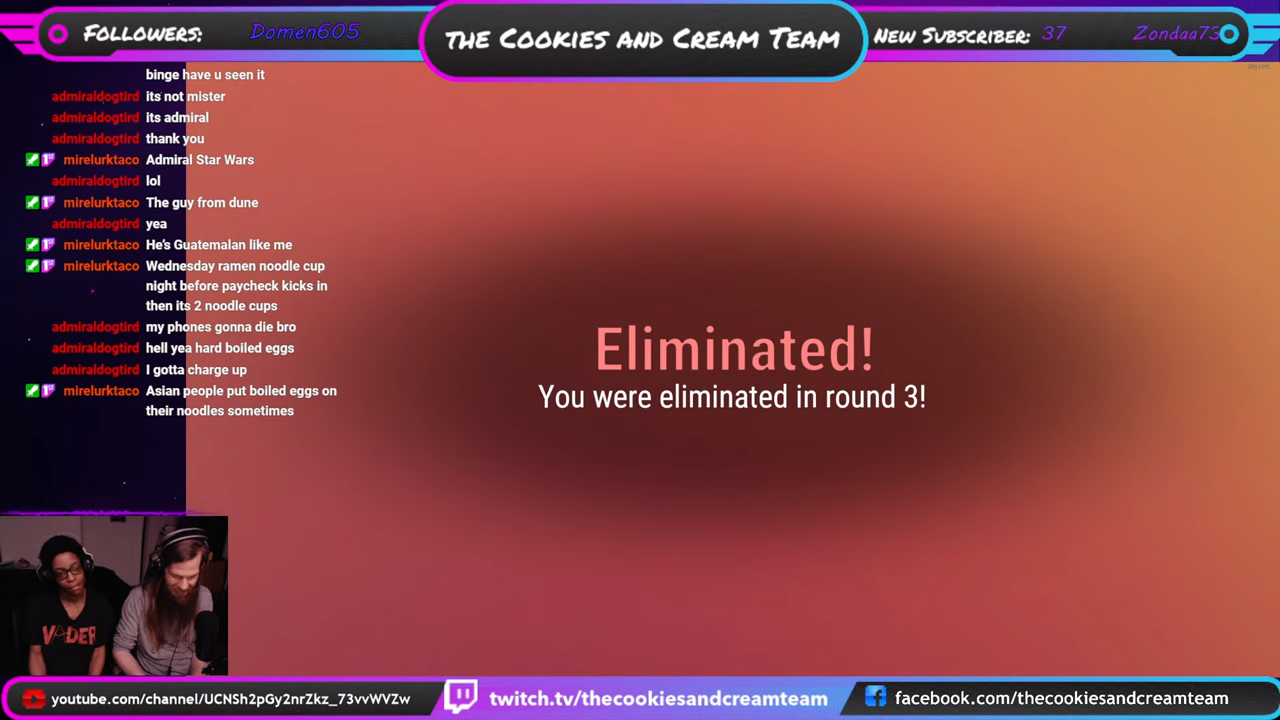 Followers: Domen605
the Cookies and Cream Team
New Subscriber: 37 Zondaa73
binge have u seen it
admiraldogtird its not mister
admiraldogtird its admiral
admiraldogtird thank you
mirelurktaco Admiral Star Wars
admiraldogtird lol
mirelurktaco The guy from dune
admiraldogtird yea
mirelurktaco He's Guatemalan like me
mirelurktaco Wednesday ramen noodle cup
night before paycheck kicks in
then its 2 noodle cups
admiraldogtird my phones gonna die bro
admiraldogtird hell yea hard boiled eggs
admiraldogtird I gotta charge up
mirelurktaco Asian people put boiled eggs on
their noodles sometimes
Eliminated!
You were eliminated in round 3!
VADER
youtube.com/channel/UCNSh2pGy2nrZkz_73vvWVZw
twitch.tv/thecookiesandcreamteam
facebook.com/thecookiesandcreamteam